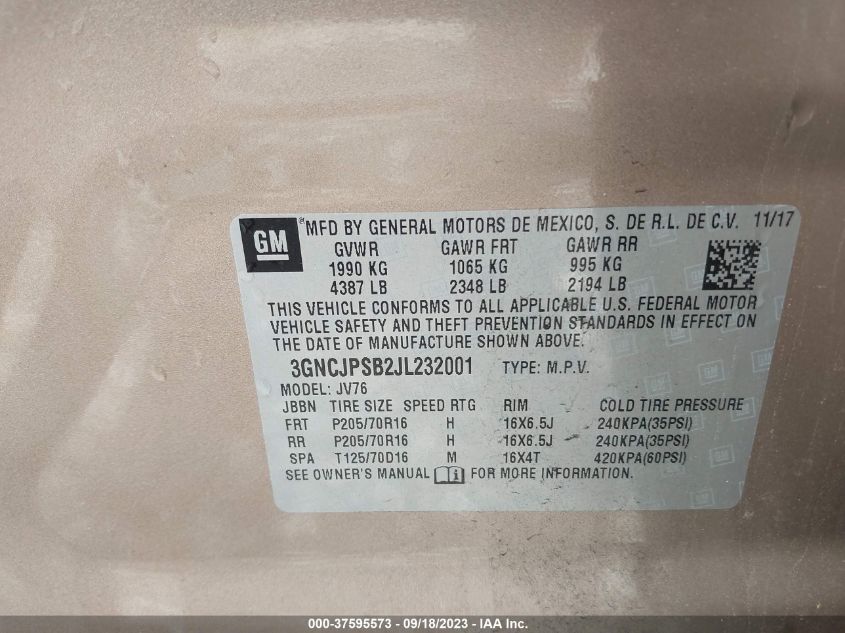 GM ® MFD BY GENERAL MOTORS DE MEXICO, S. DE R.L. DE C.V. 11/17
GVWR GAWR FRT GAWR RR
1990 KG 1065 KG 995 KG
4387 LB 2348 LB 2194 LB
THIS VEHICLE CONFORMS TO ALL APPLICABLE U.S. FEDERAL MOTOR
VEHICLE SAFETY AND THEFT PREVENTION STANDARDS IN EFFECT ON
THE DATE OF MANUFACTURE SHOWN ABOVE.
3GNCJPSB2JL232001 TYPE: M.P.V.
MODEL: JV76
JBBN TIRE SIZE SPEED RTG RIM COLD TIRE PRESSURE
FRT P205/70R16 H 16X6.5J 240KPA(35PSI)
RR P205/70R16 H 16X6.5J 240KPA(35PSI)
SPA T125/70D16 M 16X4T 420KPA(60PSI)
SEE OWNER'S MANUAL FOR MORE INFORMATION.
000-37595573 - 09/18/2023 - IAA Inc.